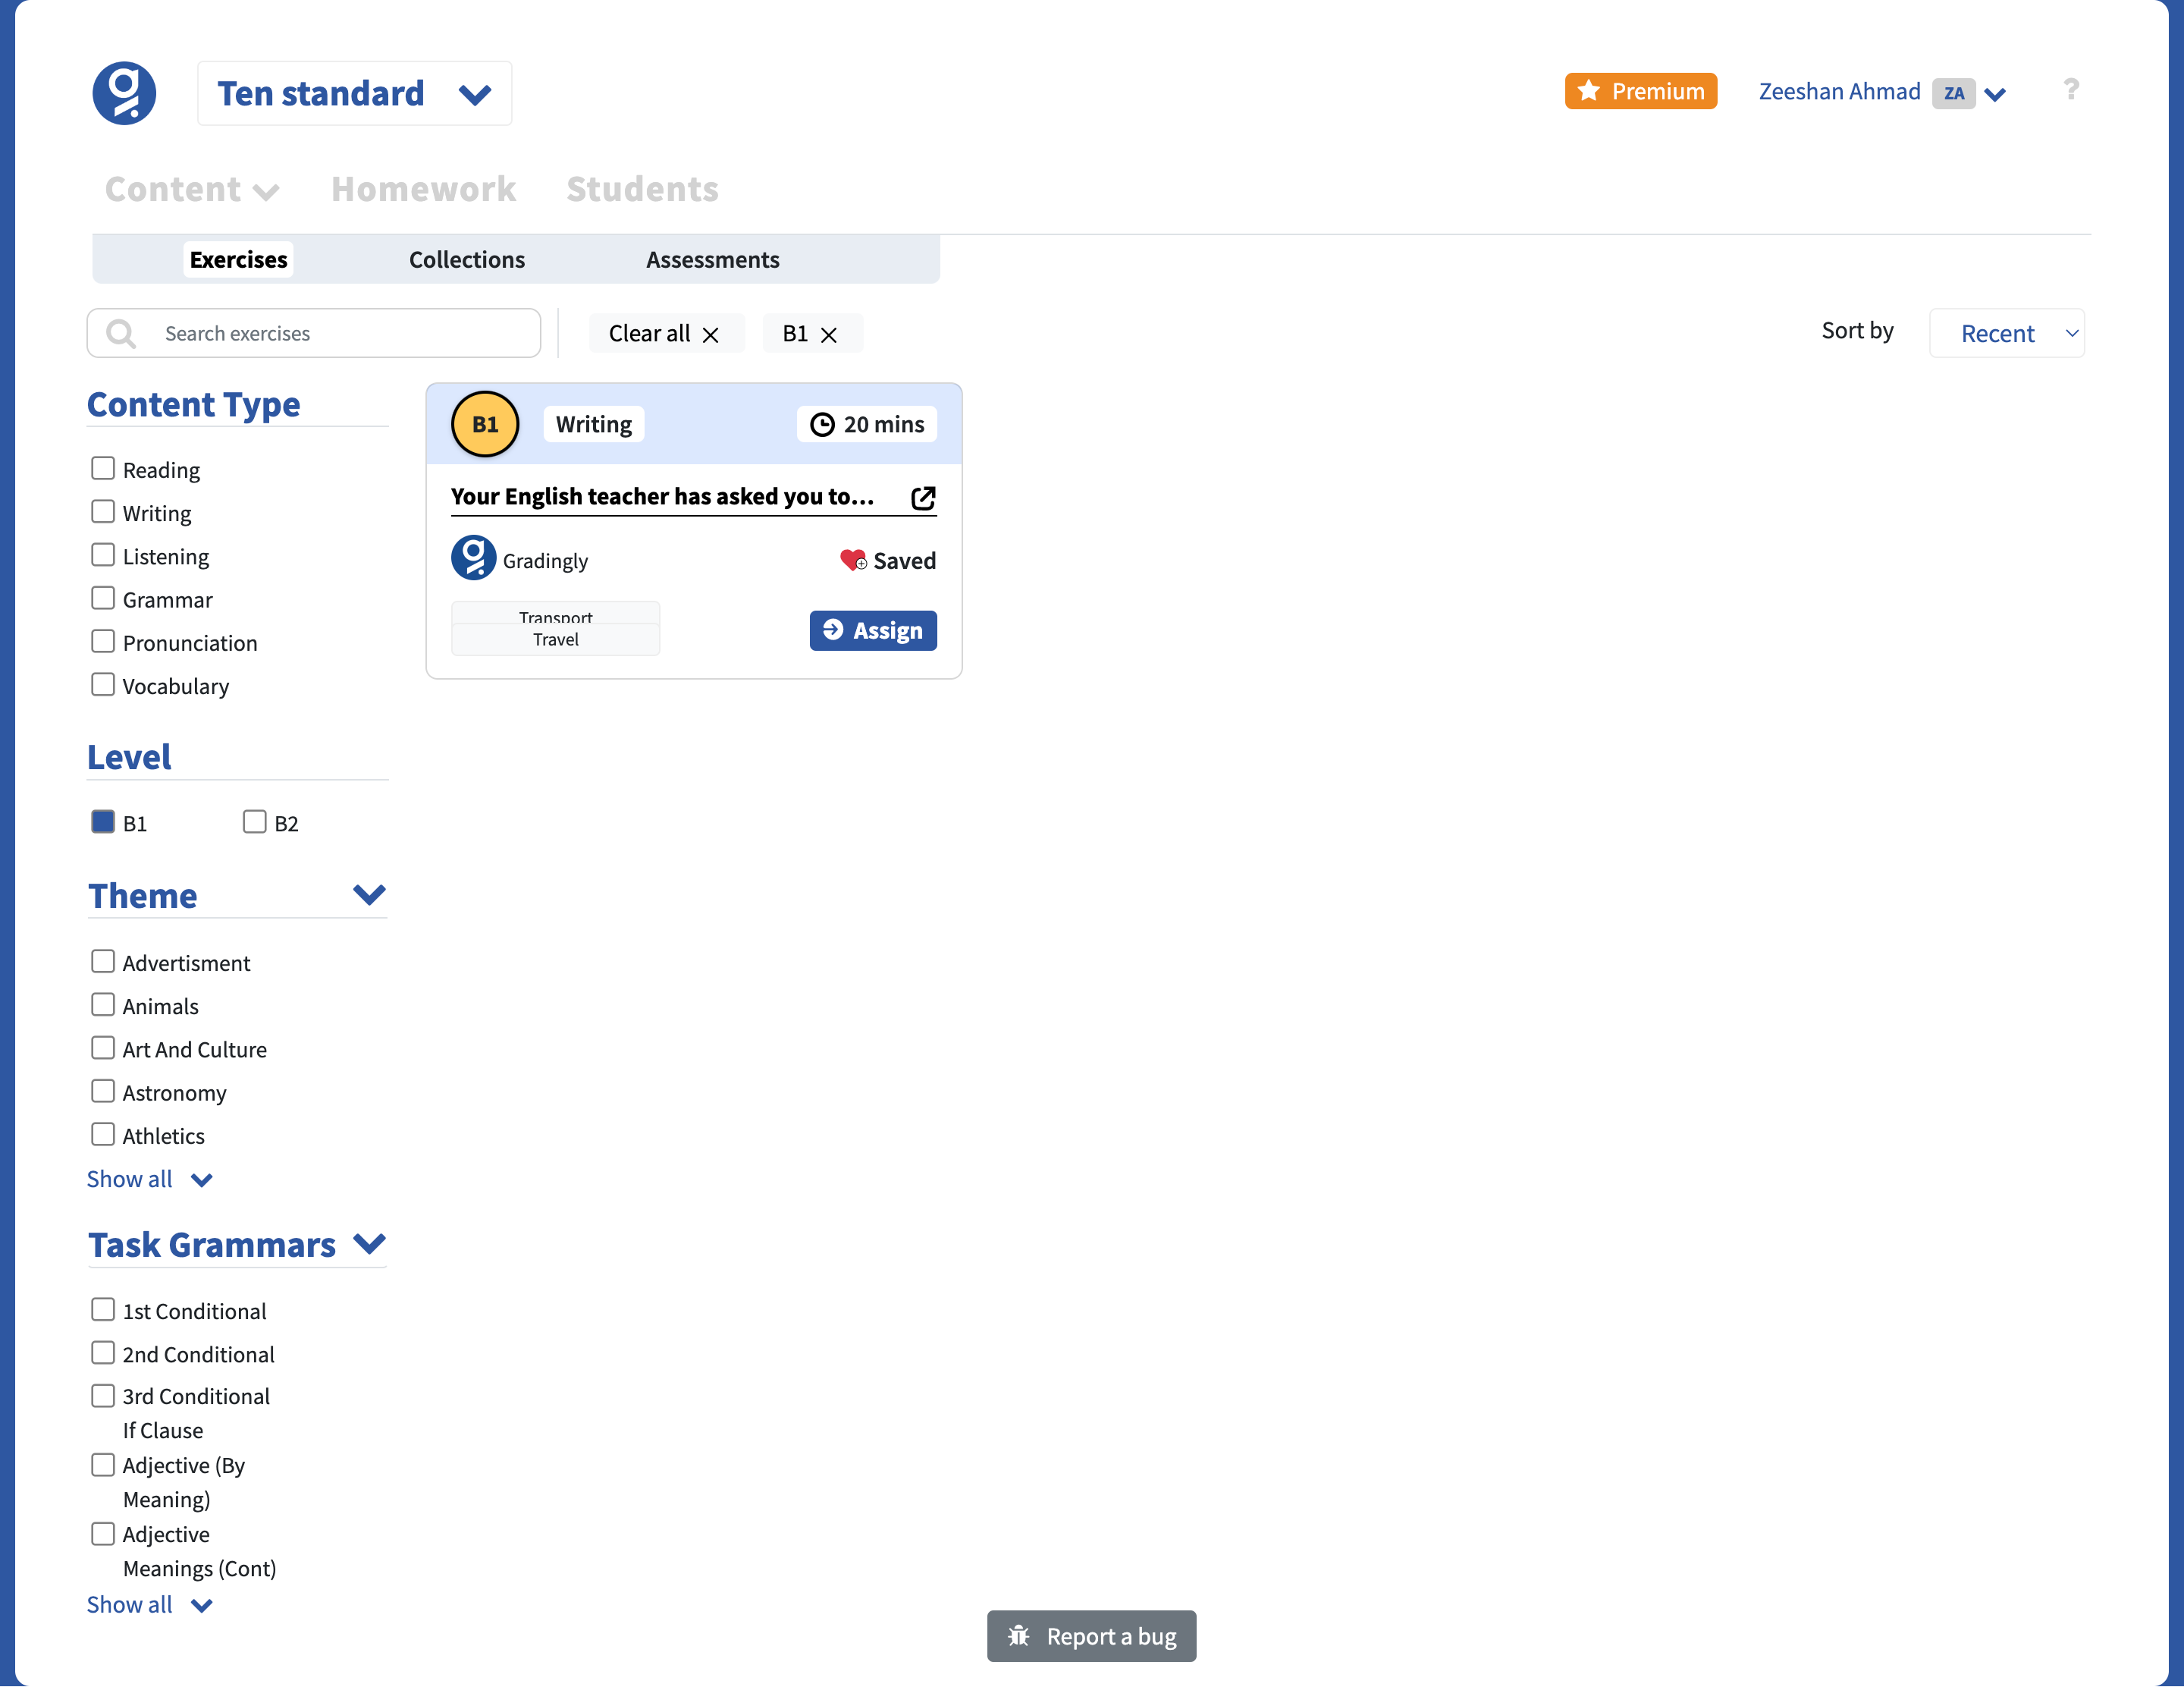 Ten standard
Premium
Zeeshan Ahmad ZA
?
Content Homework Students
Exercises Collections Assessments
Search exercises
Clear all B1
Sort by Recent
Content Type
Reading
Writing
Listening
Grammar
Pronunciation
Vocabulary
Level
B1 B2
Theme
Advertisment
Animals
Art And Culture
Astronomy
Athletics
Show all
Task Grammars
1st Conditional
2nd Conditional
3rd Conditional
If Clause
Adjective (By
Meaning)
Adjective
Meanings (Cont)
Show all
B1 Writing 20 mins
Your English teacher has asked you to...
Gradingly Saved
Transport
Travel
Assign
Report a bug